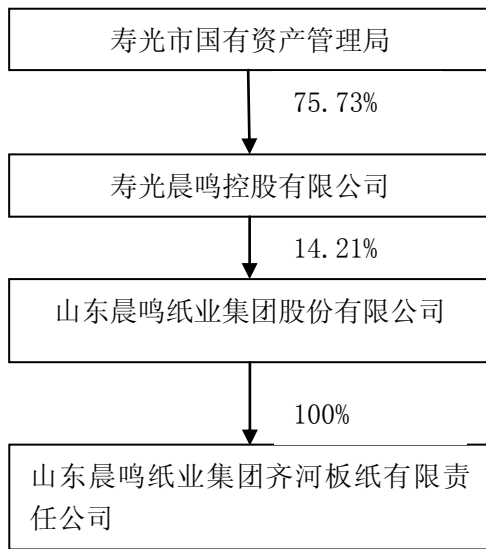 寿光市国有资产管理局
75.73%
寿光晨鸣控股有限公司
14.21%
山东晨鸣纸业集团股份有限公司
100%
山东晨鸣纸业集团齐河板纸有限责
任公司